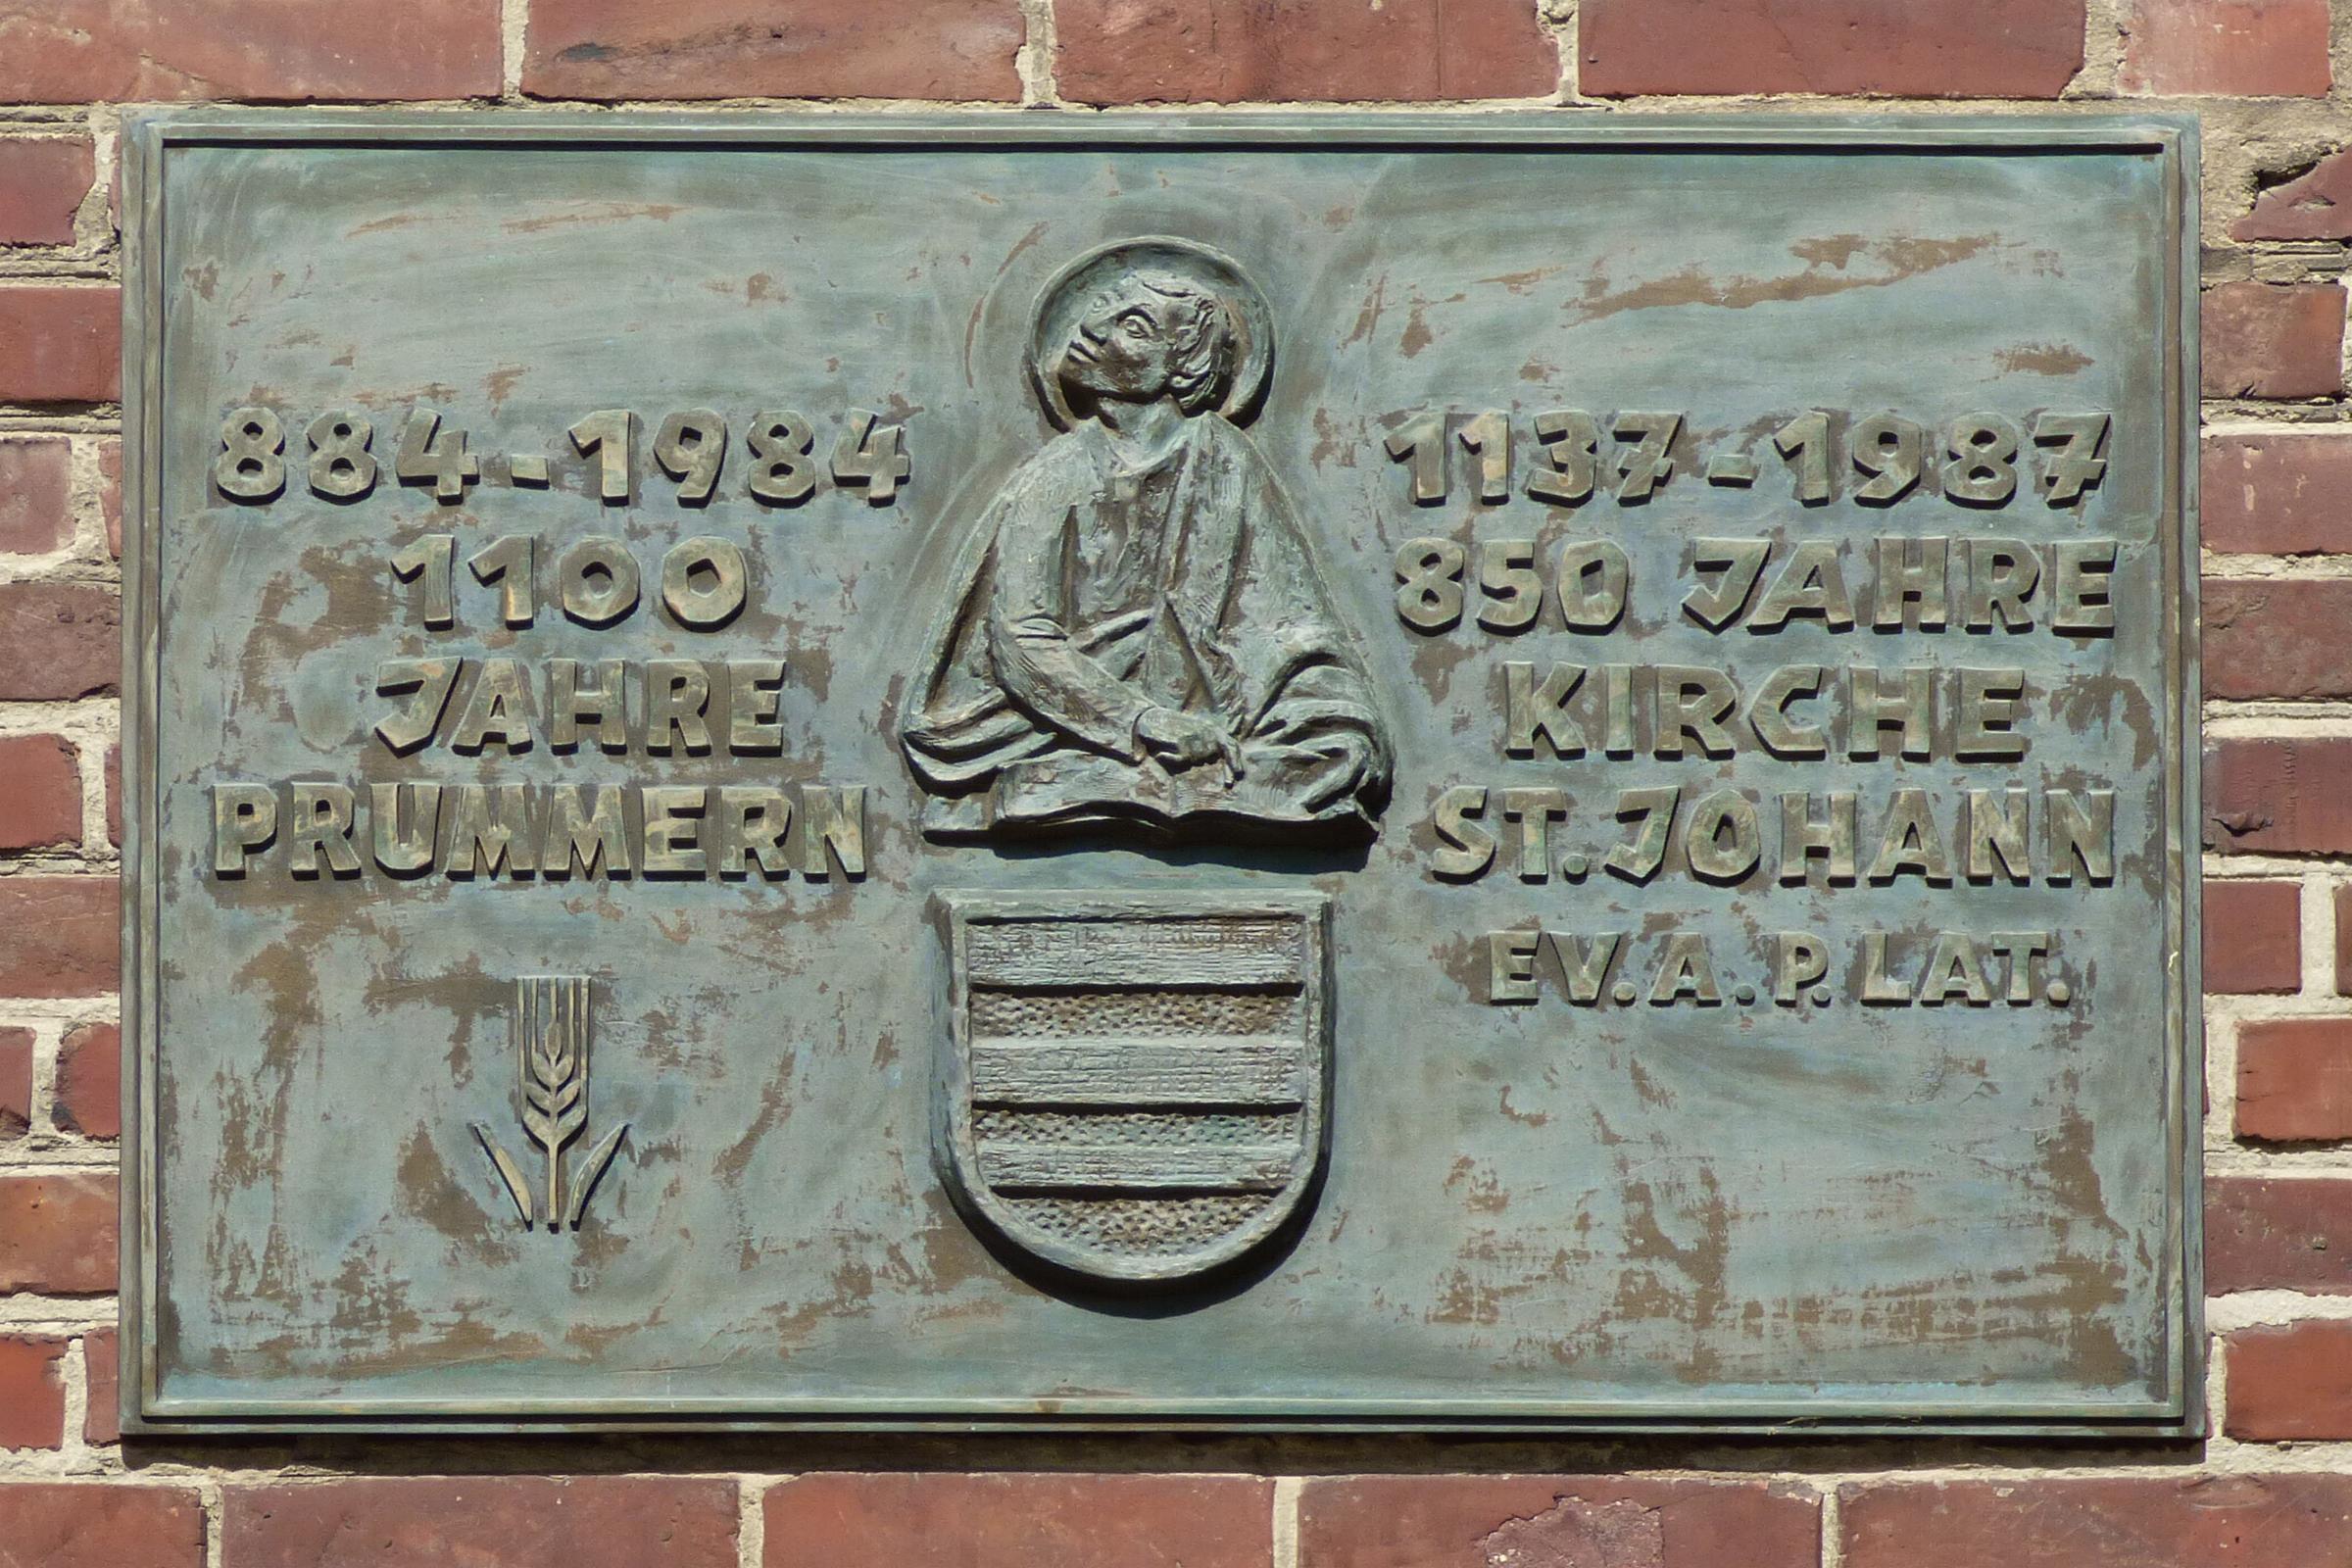 884-1984
1100
JAHRE
PRUMMERN
1137-1987
850 JAHRE
KIRCHE
ST. JOHANN
EV. A. P. LAT.